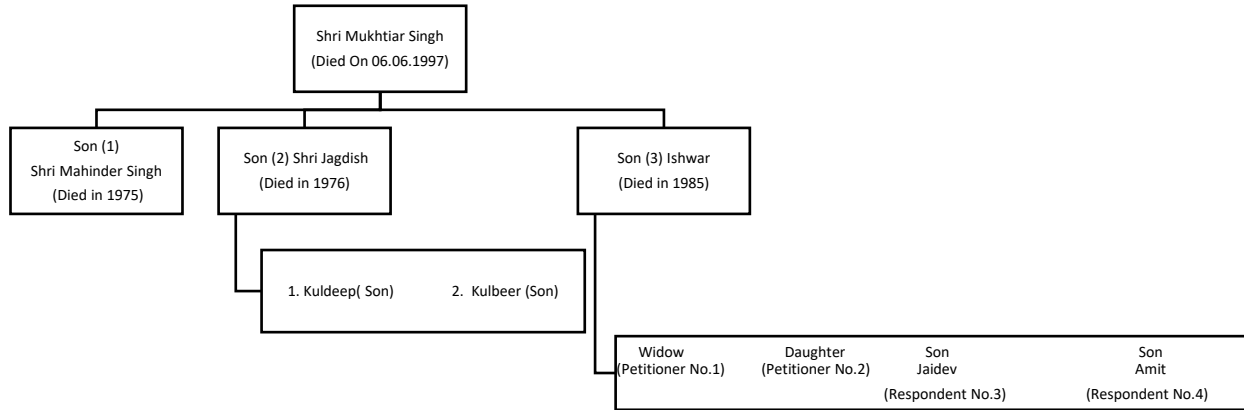 Shri Mukhtiar Singh
(Died On 06.06.1997)
Son (1)
Shri Mahinder Singh
(Died in 1975)
Son (2) Shri Jagdish
(Died in 1976)
Son (3) Ishwar
(Died in 1985)
1. Kuldeep( Son) 2. Kulbeer (Son)
Widow
(Petitioner No.1)
Daughter
(Petitioner No.2)
Son
Jaidev
(Respondent No.3)
Son
Amit
(Respondent No.4)